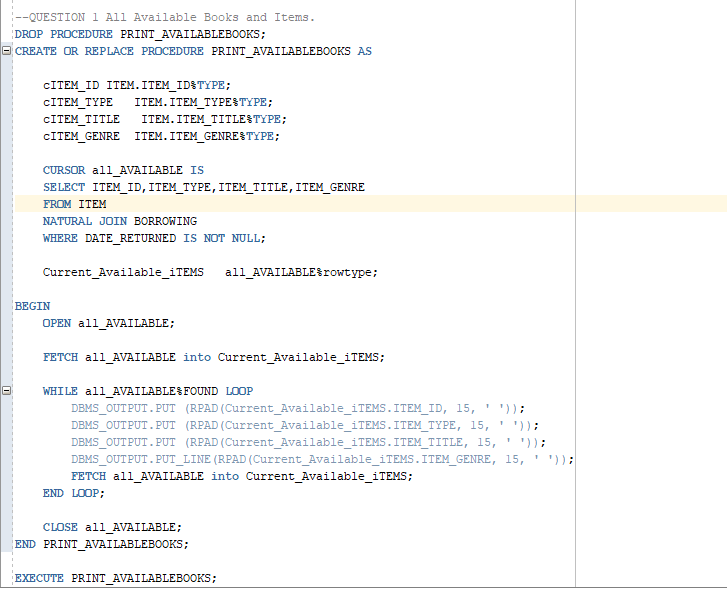 --QUESTION 1 All Available Books and Items.
DROP PROCEDURE PRINT_AVAILABLEBOOKS;
CREATE OR REPLACE PROCEDURE PRINT_AVAILABLEBOOKS AS
cITEM_ID ITEM.ITEM_ID%TYPE;
cITEM_TYPE   ITEM.ITEM_TYPE%TYPE;
cITEM_TITLE   ITEM.ITEM_TITLE%TYPE;
cITEM_GENRE  ITEM.ITEM_GENRE%TYPE;
CURSOR all_AVAILABLE IS
SELECT ITEM_ID,ITEM_TYPE,ITEM_TITLE,ITEM_GENRE
FROM ITEM
NATURAL JOIN BORROWING
WHERE DATE_RETURNED IS NOT NULL;
Current_Available_iTEMS   all_AVAILABLE%rowtype;
BEGIN
OPEN all_AVAILABLE;
FETCH all_AVAILABLE into Current_Available_iTEMS;
WHILE all_AVAILABLE%FOUND LOOP
DBMS_OUTPUT.PUT (RPAD(Current_Available_iTEMS.ITEM_ID, 15, ' '));
DBMS_OUTPUT.PUT (RPAD(Current_Available_iTEMS.ITEM_TYPE, 15, ' '));
DBMS_OUTPUT.PUT (RPAD(Current_Available_iTEMS.ITEM_TITLE, 15, ' '));
DBMS_OUTPUT.PUT_LINE(RPAD(Current_Available_iTEMS.ITEM_GENRE, 15, ' '));
FETCH all_AVAILABLE into Current_Available_iTEMS;
END LOOP;
CLOSE all_AVAILABLE;
END PRINT_AVAILABLEBOOKS;
EXECUTE PRINT_AVAILABLEBOOKS;